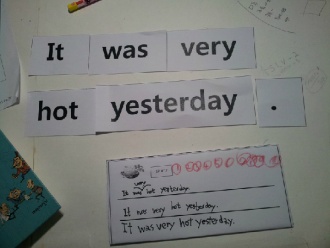 It was very
hot yesterday .
very
It was hot yesterday.
It was very hot yesterday.
It was very hot yesterday.